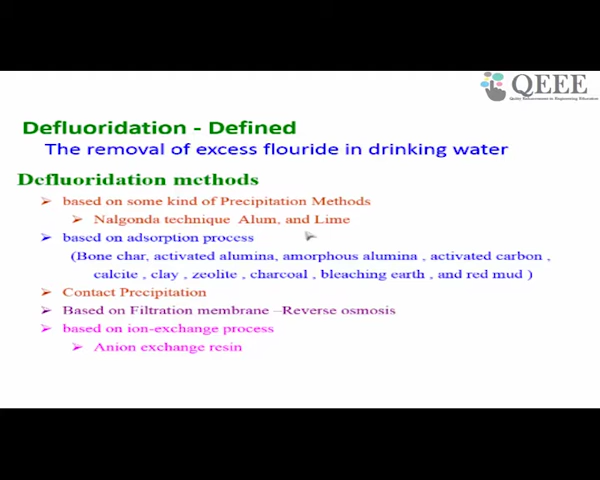 QEEE
Quality Enhancement in Engineering Education
Defluoridation - Defined
The removal of excess flouride in drinking water
Defluoridation methods
based on some kind of Precipitation Methods
Nalgonda technique Alum, and Lime
based on adsorption process
(Bone char, activated alumina, amorphous alumina , activated carbon ,
calcite , clay , zeolite , charcoal , bleaching earth , and red mud )
Contact Precipitation
Based on Filtration membrane –Reverse osmosis
based on ion-exchange process
Anion exchange resin